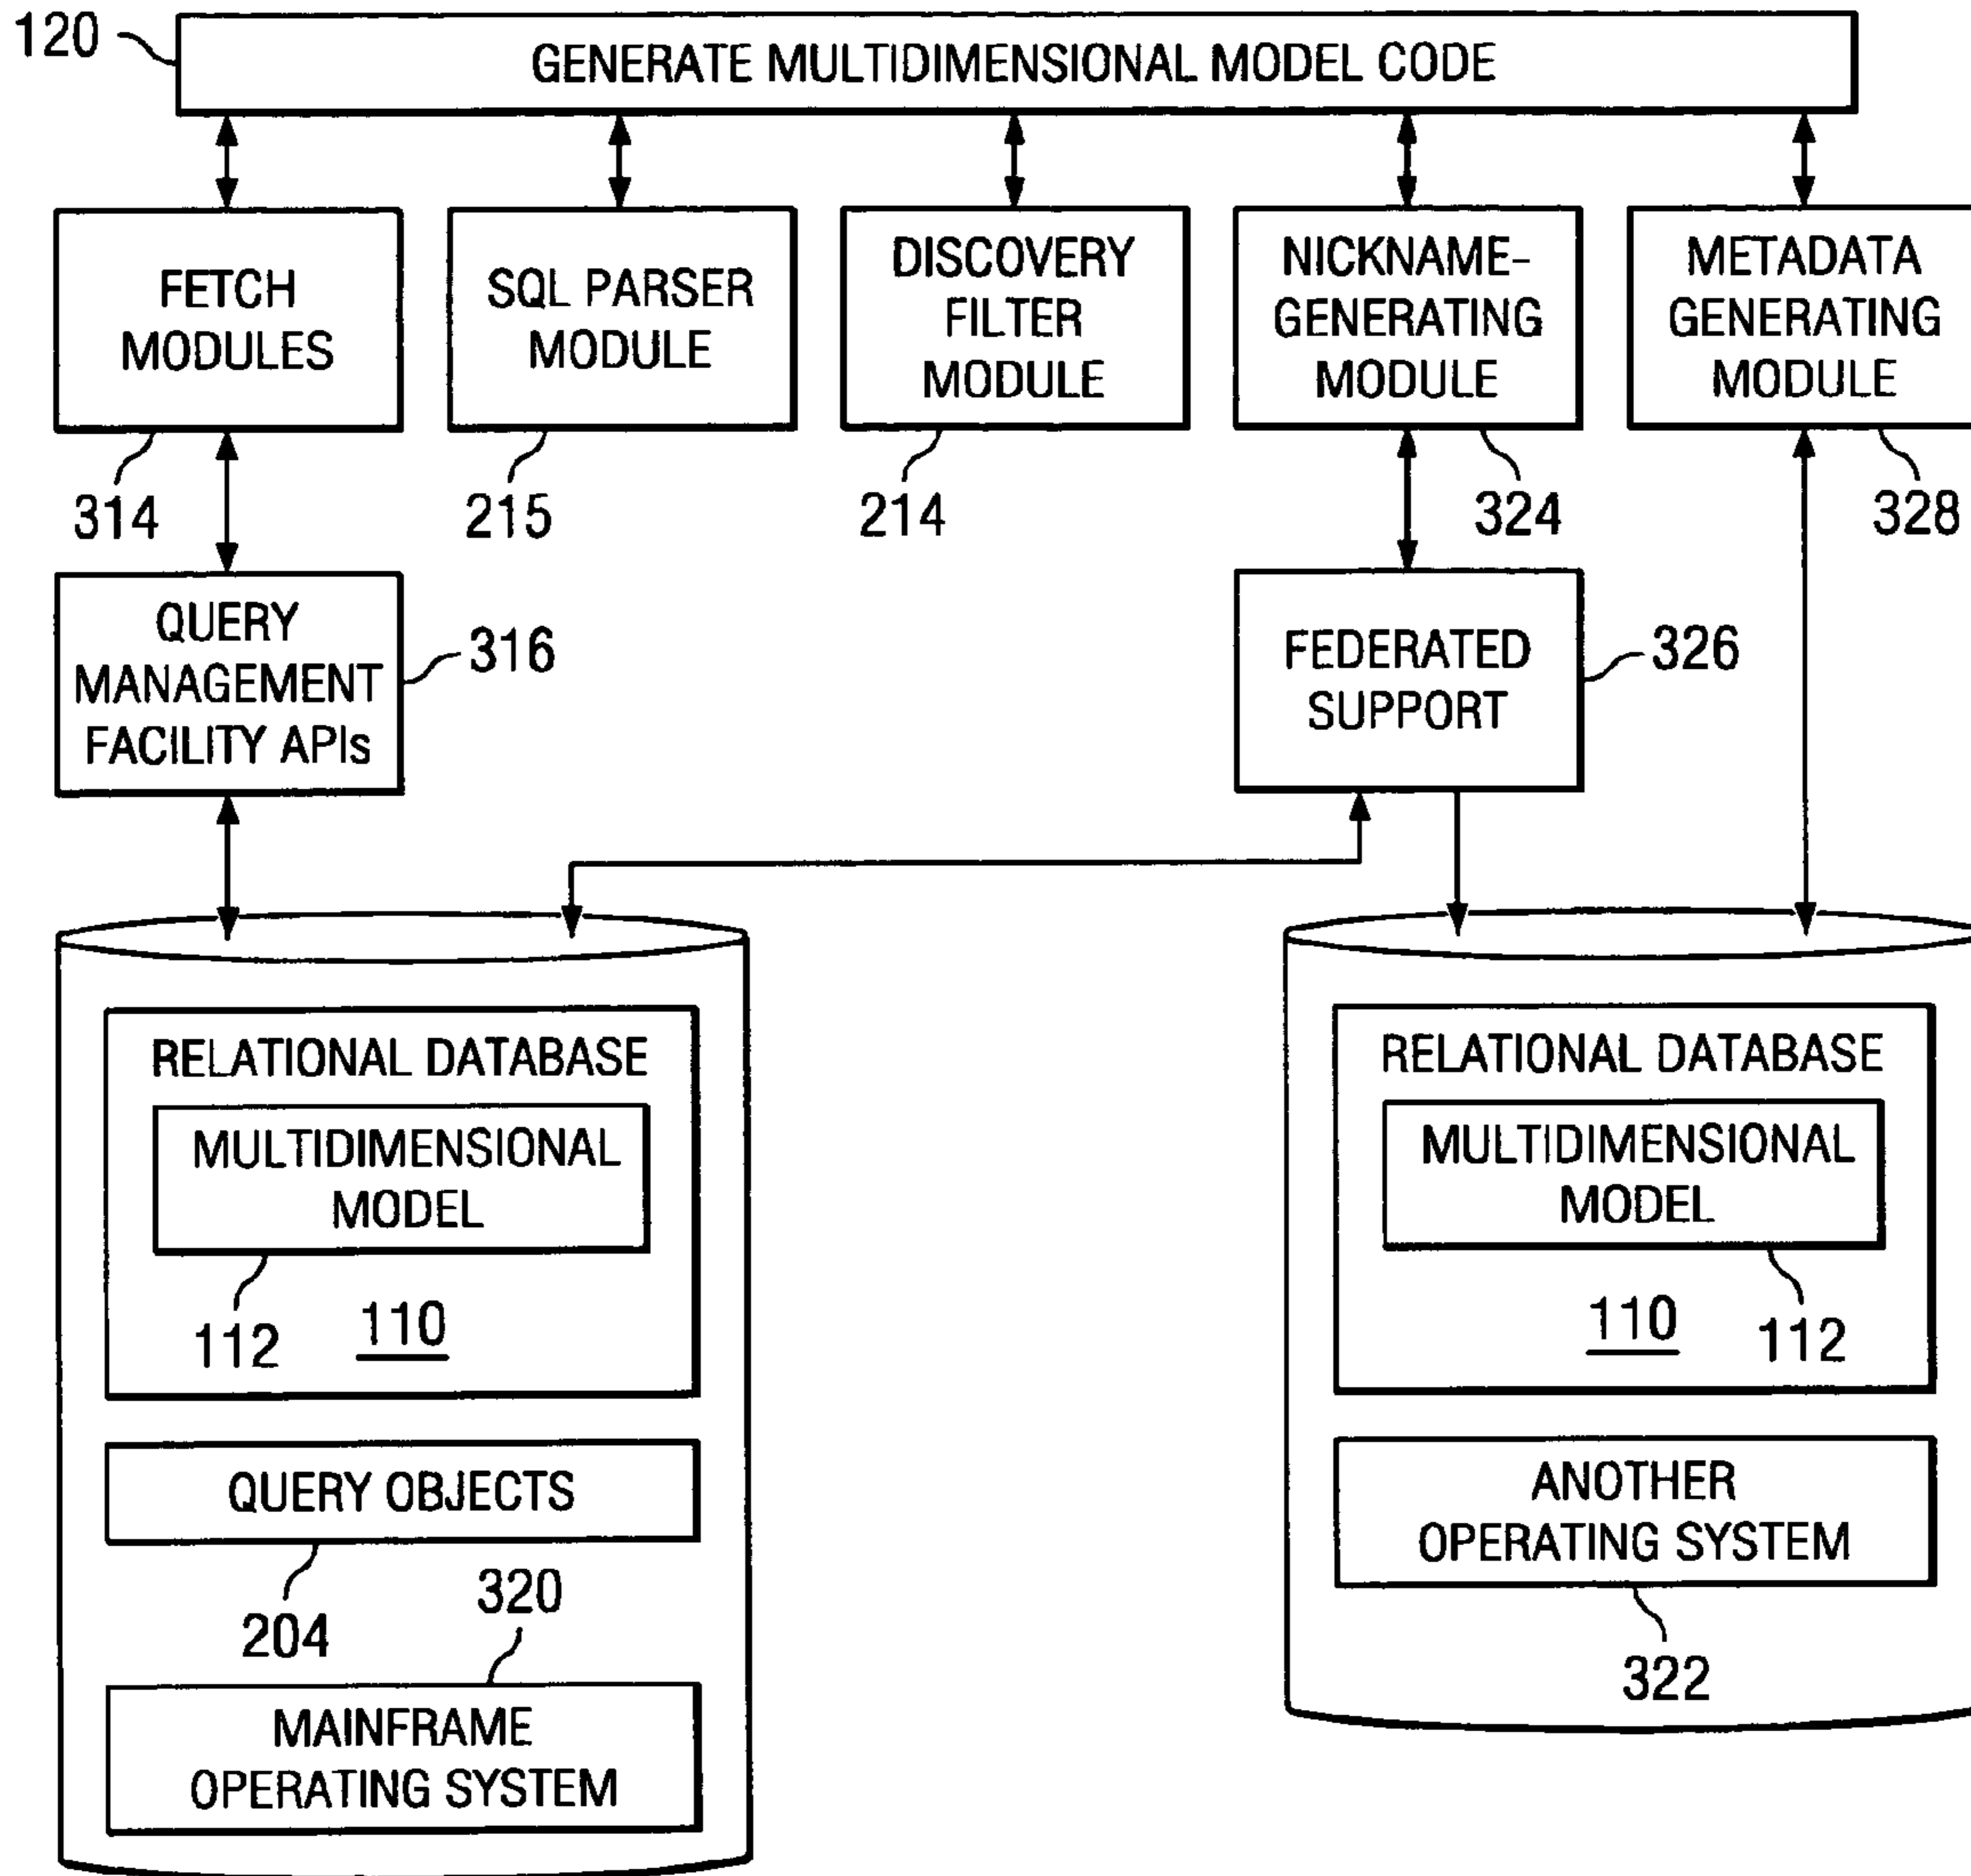 120
GENERATE MULTIDIMENSIONAL MODEL CODE
FETCH
MODULES
SQL PARSER
MODULE
DISCOVERY
FILTER
MODULE
NICKNAME-
GENERATING
MODULE
METADATA
GENERATING
MODULE
314
215
214
324
328
QUERY
MANAGEMENT
FACILITY APIs
316
FEDERATED
SUPPORT
326
RELATIONAL DATABASE
MULTIDIMENSIONAL
MODEL
112
110
QUERY OBJECTS
204
320
MAINFRAME
OPERATING SYSTEM
RELATIONAL DATABASE
MULTIDIMENSIONAL
MODEL
110
112
ANOTHER
OPERATING SYSTEM
322